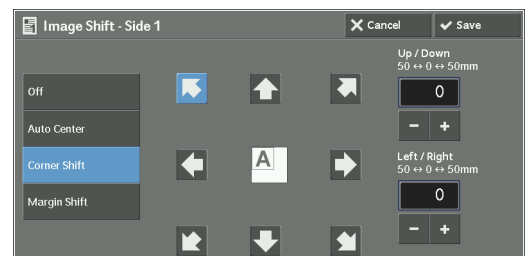 Image Shift - Side 1
Cancel
Save
Off
Auto Center
Corner Shift
Margin Shift
A
Up / Down
50 ↔ 0 ↔ 50mm
0
− +
Left / Right
50 ↔ 0 ↔ 50mm
0
− +